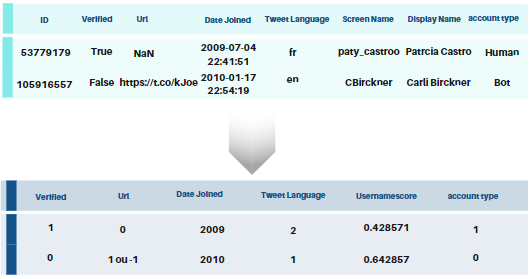 ID Verified Url Date Joined Tweet Language Screen Name Display Name account type
53779179 True NaN 2009-07-04 22:41:51 fr paty_castroo Patrcia Castro Human
105916557 False https://t.co/kJoe 2010-01-17 22:54:19 en CBirckner Carli Birckner Bot
Verified Url Date Joined Tweet Language Usernamescore account type
1 0 2009 2 0.428571 1
0 1 ou -1 2010 1 0.642857 0